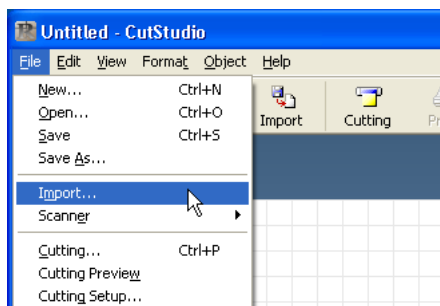 Untitled - CutStudio
File Edit View Format Object Help
New... Ctrl+N
Open... Ctrl+O
Save Ctrl+S
Save As...
Import...
Scanner
Cutting... Ctrl+P
Cutting Preview
Cutting Setup...
Import Cutting